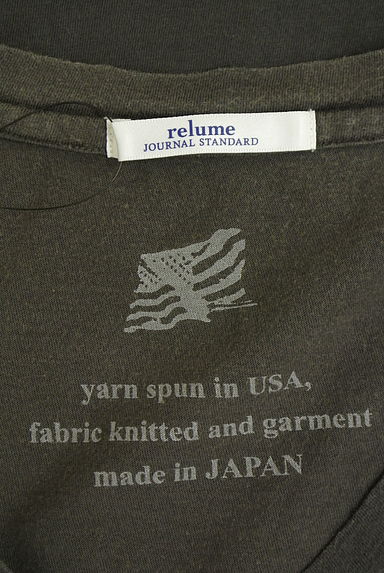 relume
JOURNAL STANDARD
yarn spun in USA,
fabric knitted and garment
made in JAPAN